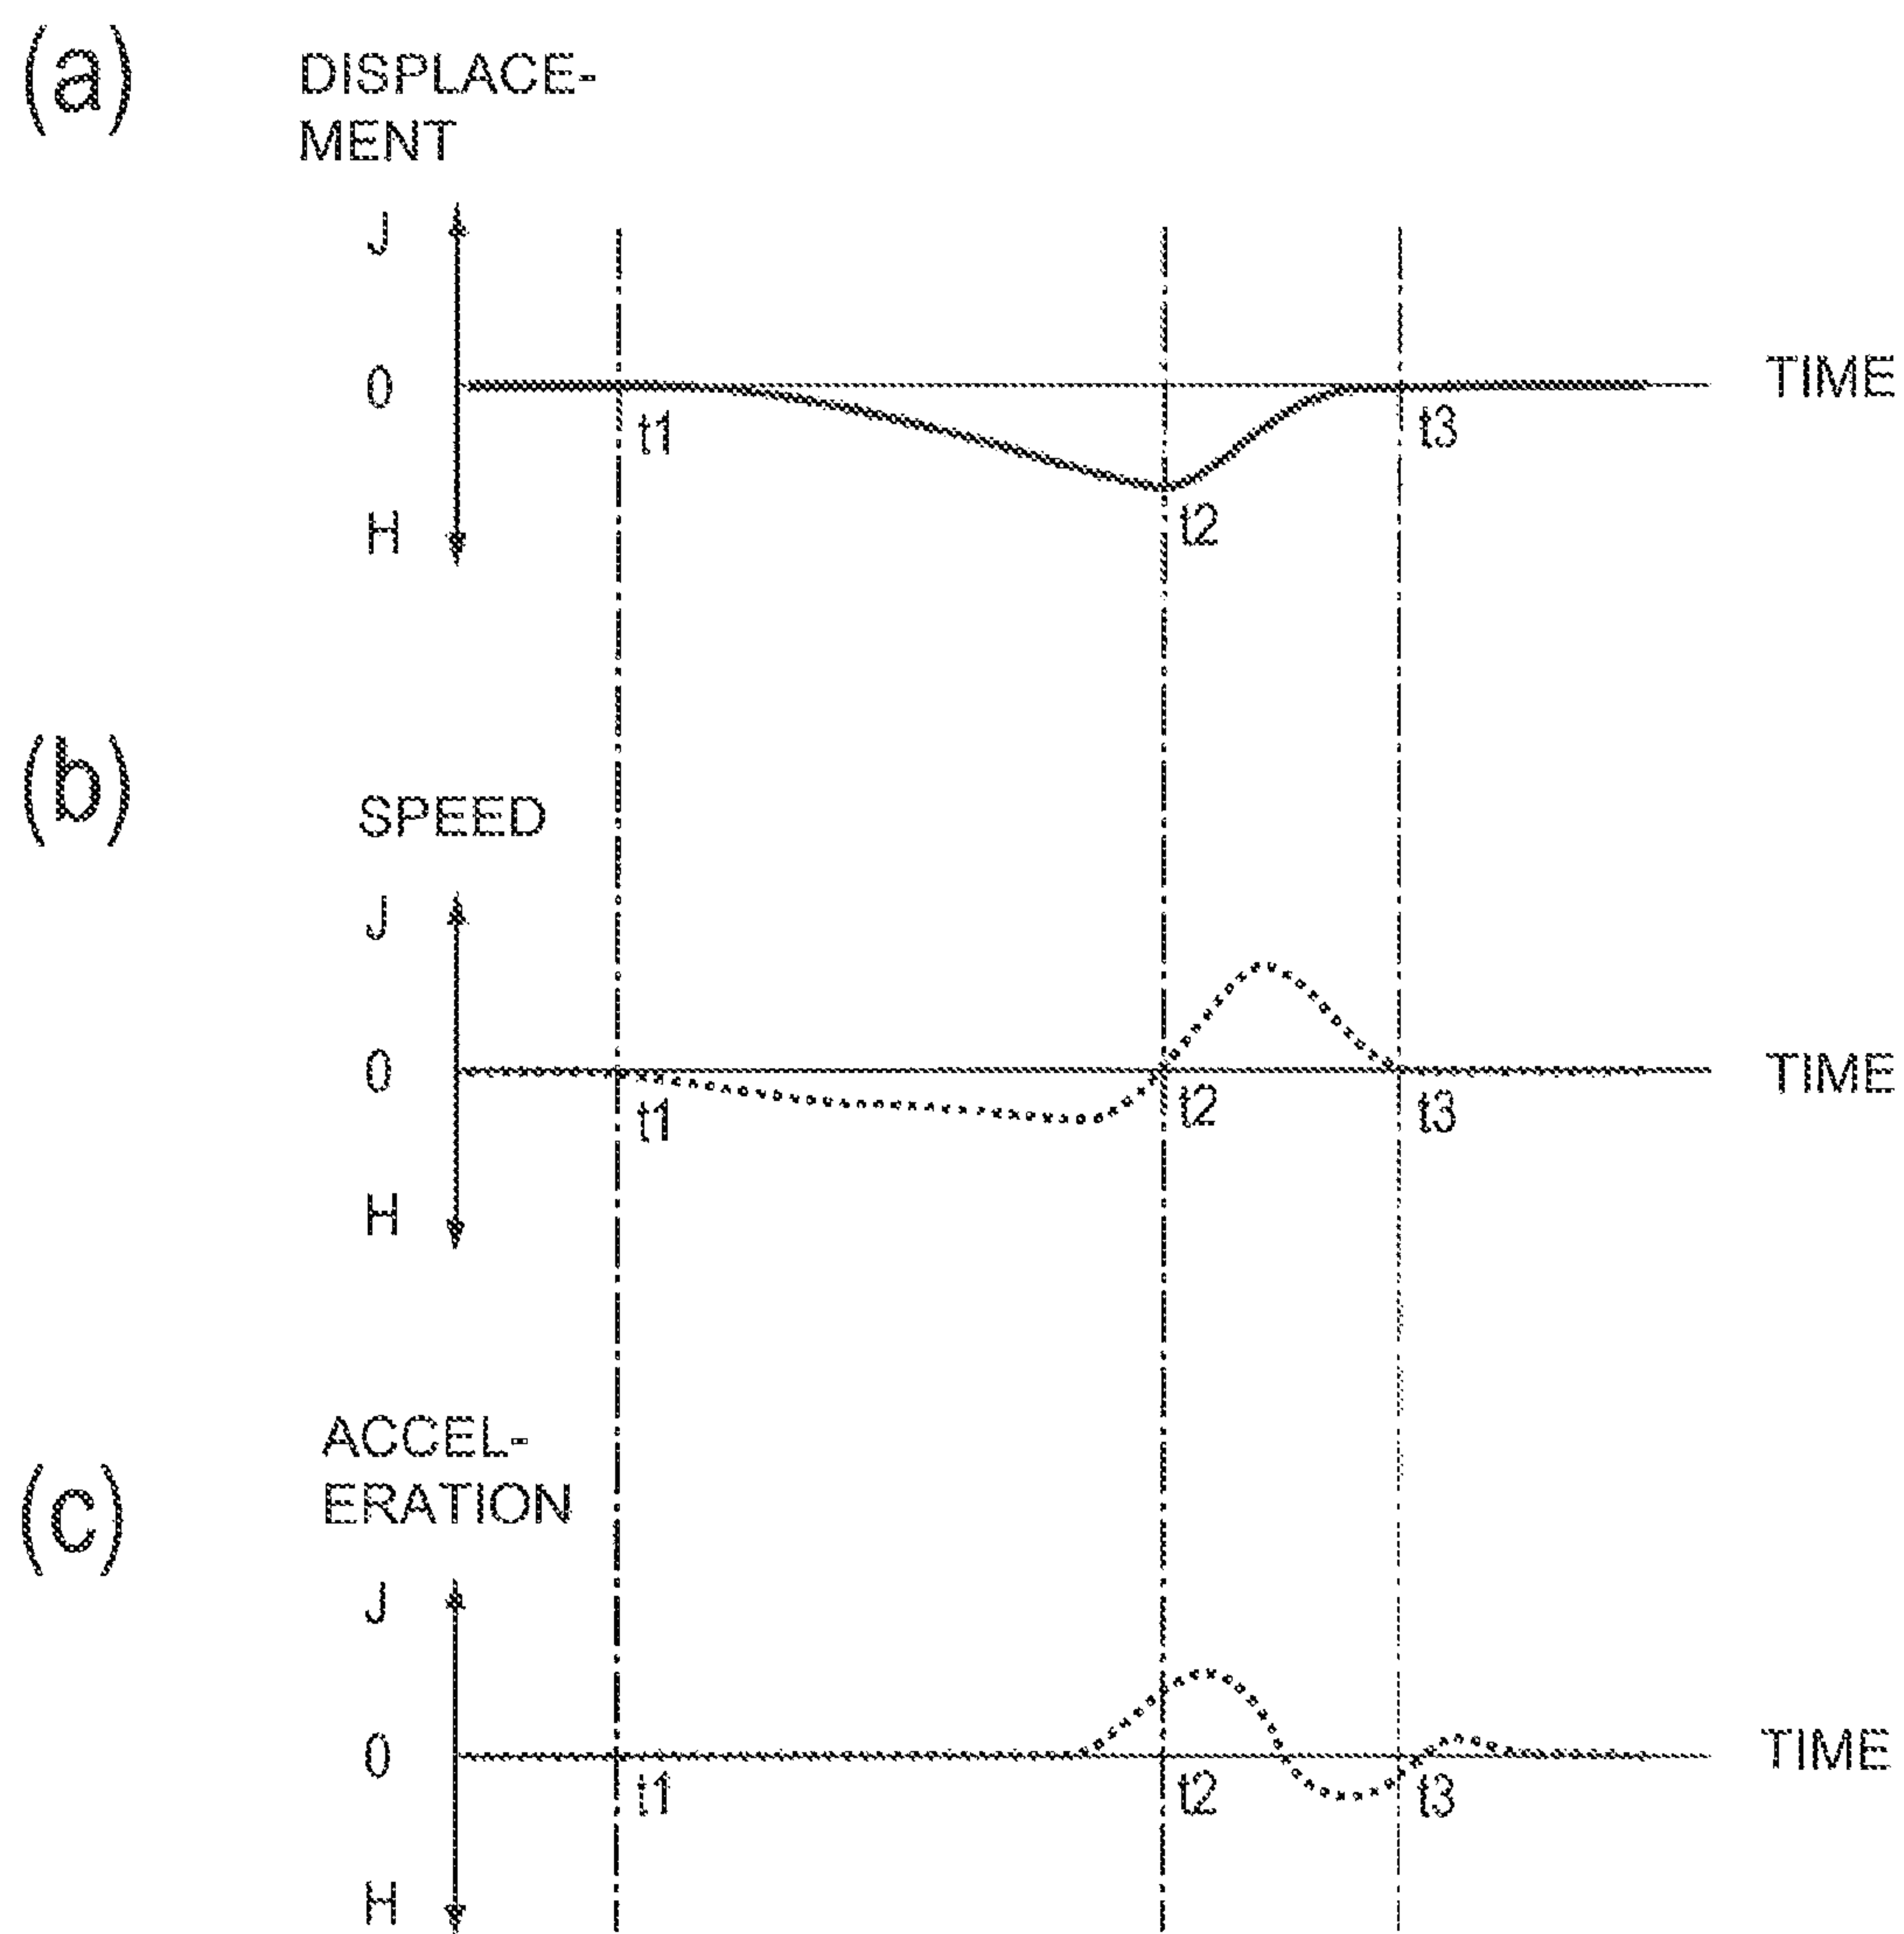 (a)
DISPLACE-
MENT
J
0
TIME
t1
t3
H
t2
(b)
SPEED
J
0
TIME
t1
t2
t3
H
(c)
ACCEL-
ERATION
J
0
TIME
t1
t2
t3
H